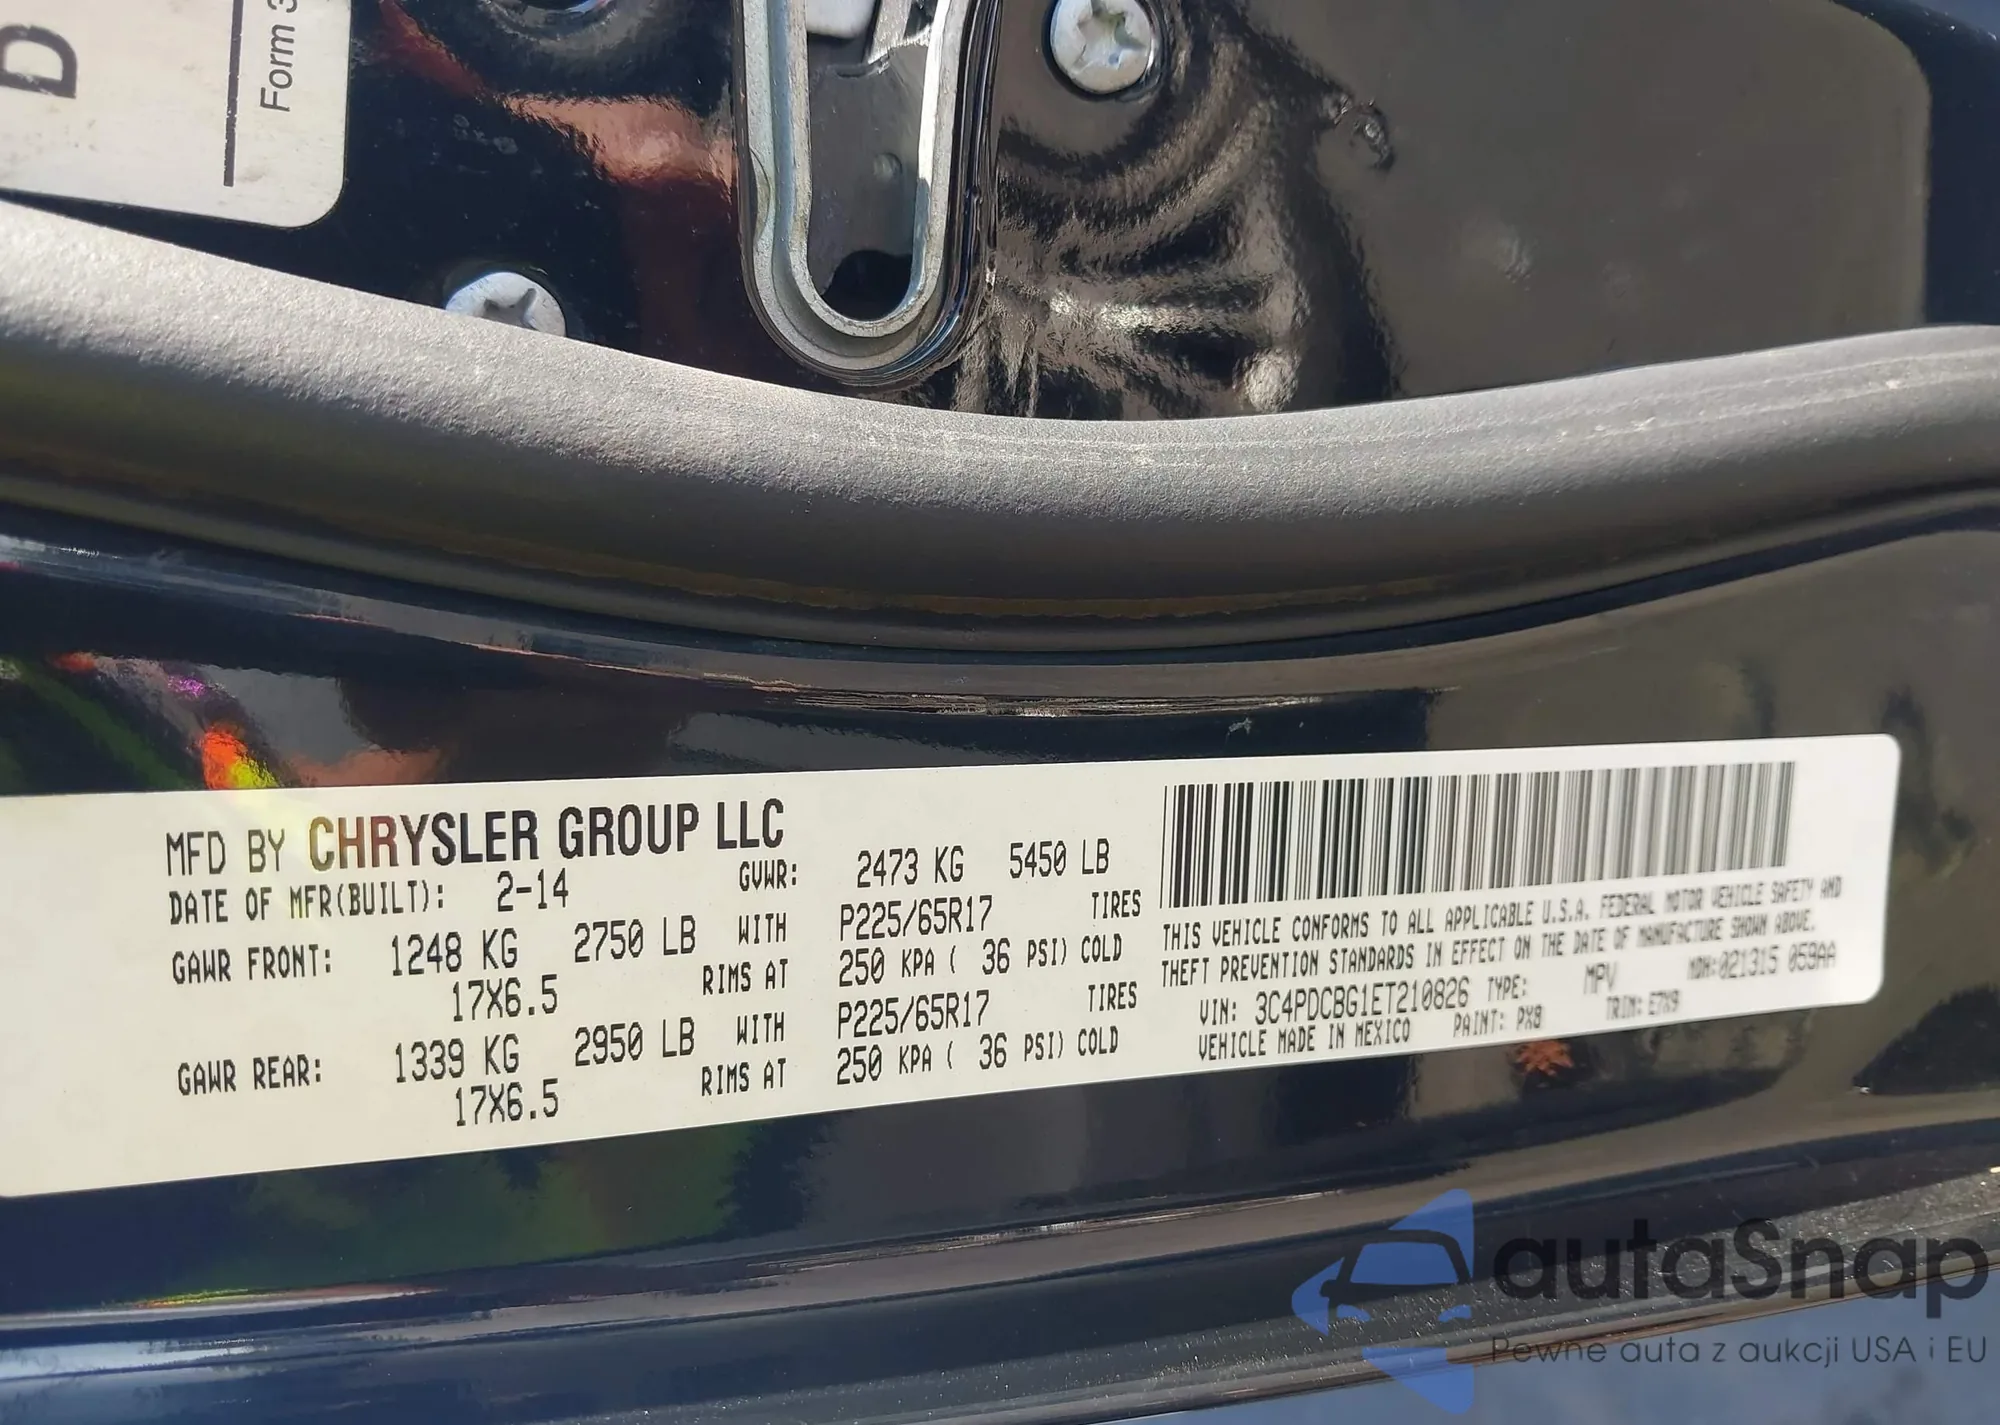 D
Form 3
MFD BY CHRYSLER GROUP LLC
DATE OF MFR(BUILT): 2-14 GVWR: 2473 KG 5450 LB
GAWR FRONT: 1248 KG 2750 LB WITH P225/65R17 TIRES
17X6.5 RIMS AT 250 KPA ( 36 PSI) COLD
GAWR REAR: 1339 KG 2950 LB WITH P225/65R17 TIRES
17X6.5 RIMS AT 250 KPA ( 36 PSI) COLD
THIS VEHICLE CONFORMS TO ALL APPLICABLE U.S.A. FEDERAL MOTOR VEHICLE SAFETY AND
THEFT PREVENTION STANDARDS IN EFFECT ON THE DATE OF MANUFACTURE SHOWN ABOVE.
VIN: 3C4PDCBG1ET210826 TYPE: MPV MDH:021315 059AA
VEHICLE MADE IN MEXICO PAINT: PX8 TRIM: E7X9
autaSnap
Pewne auta z aukcji USA i EU